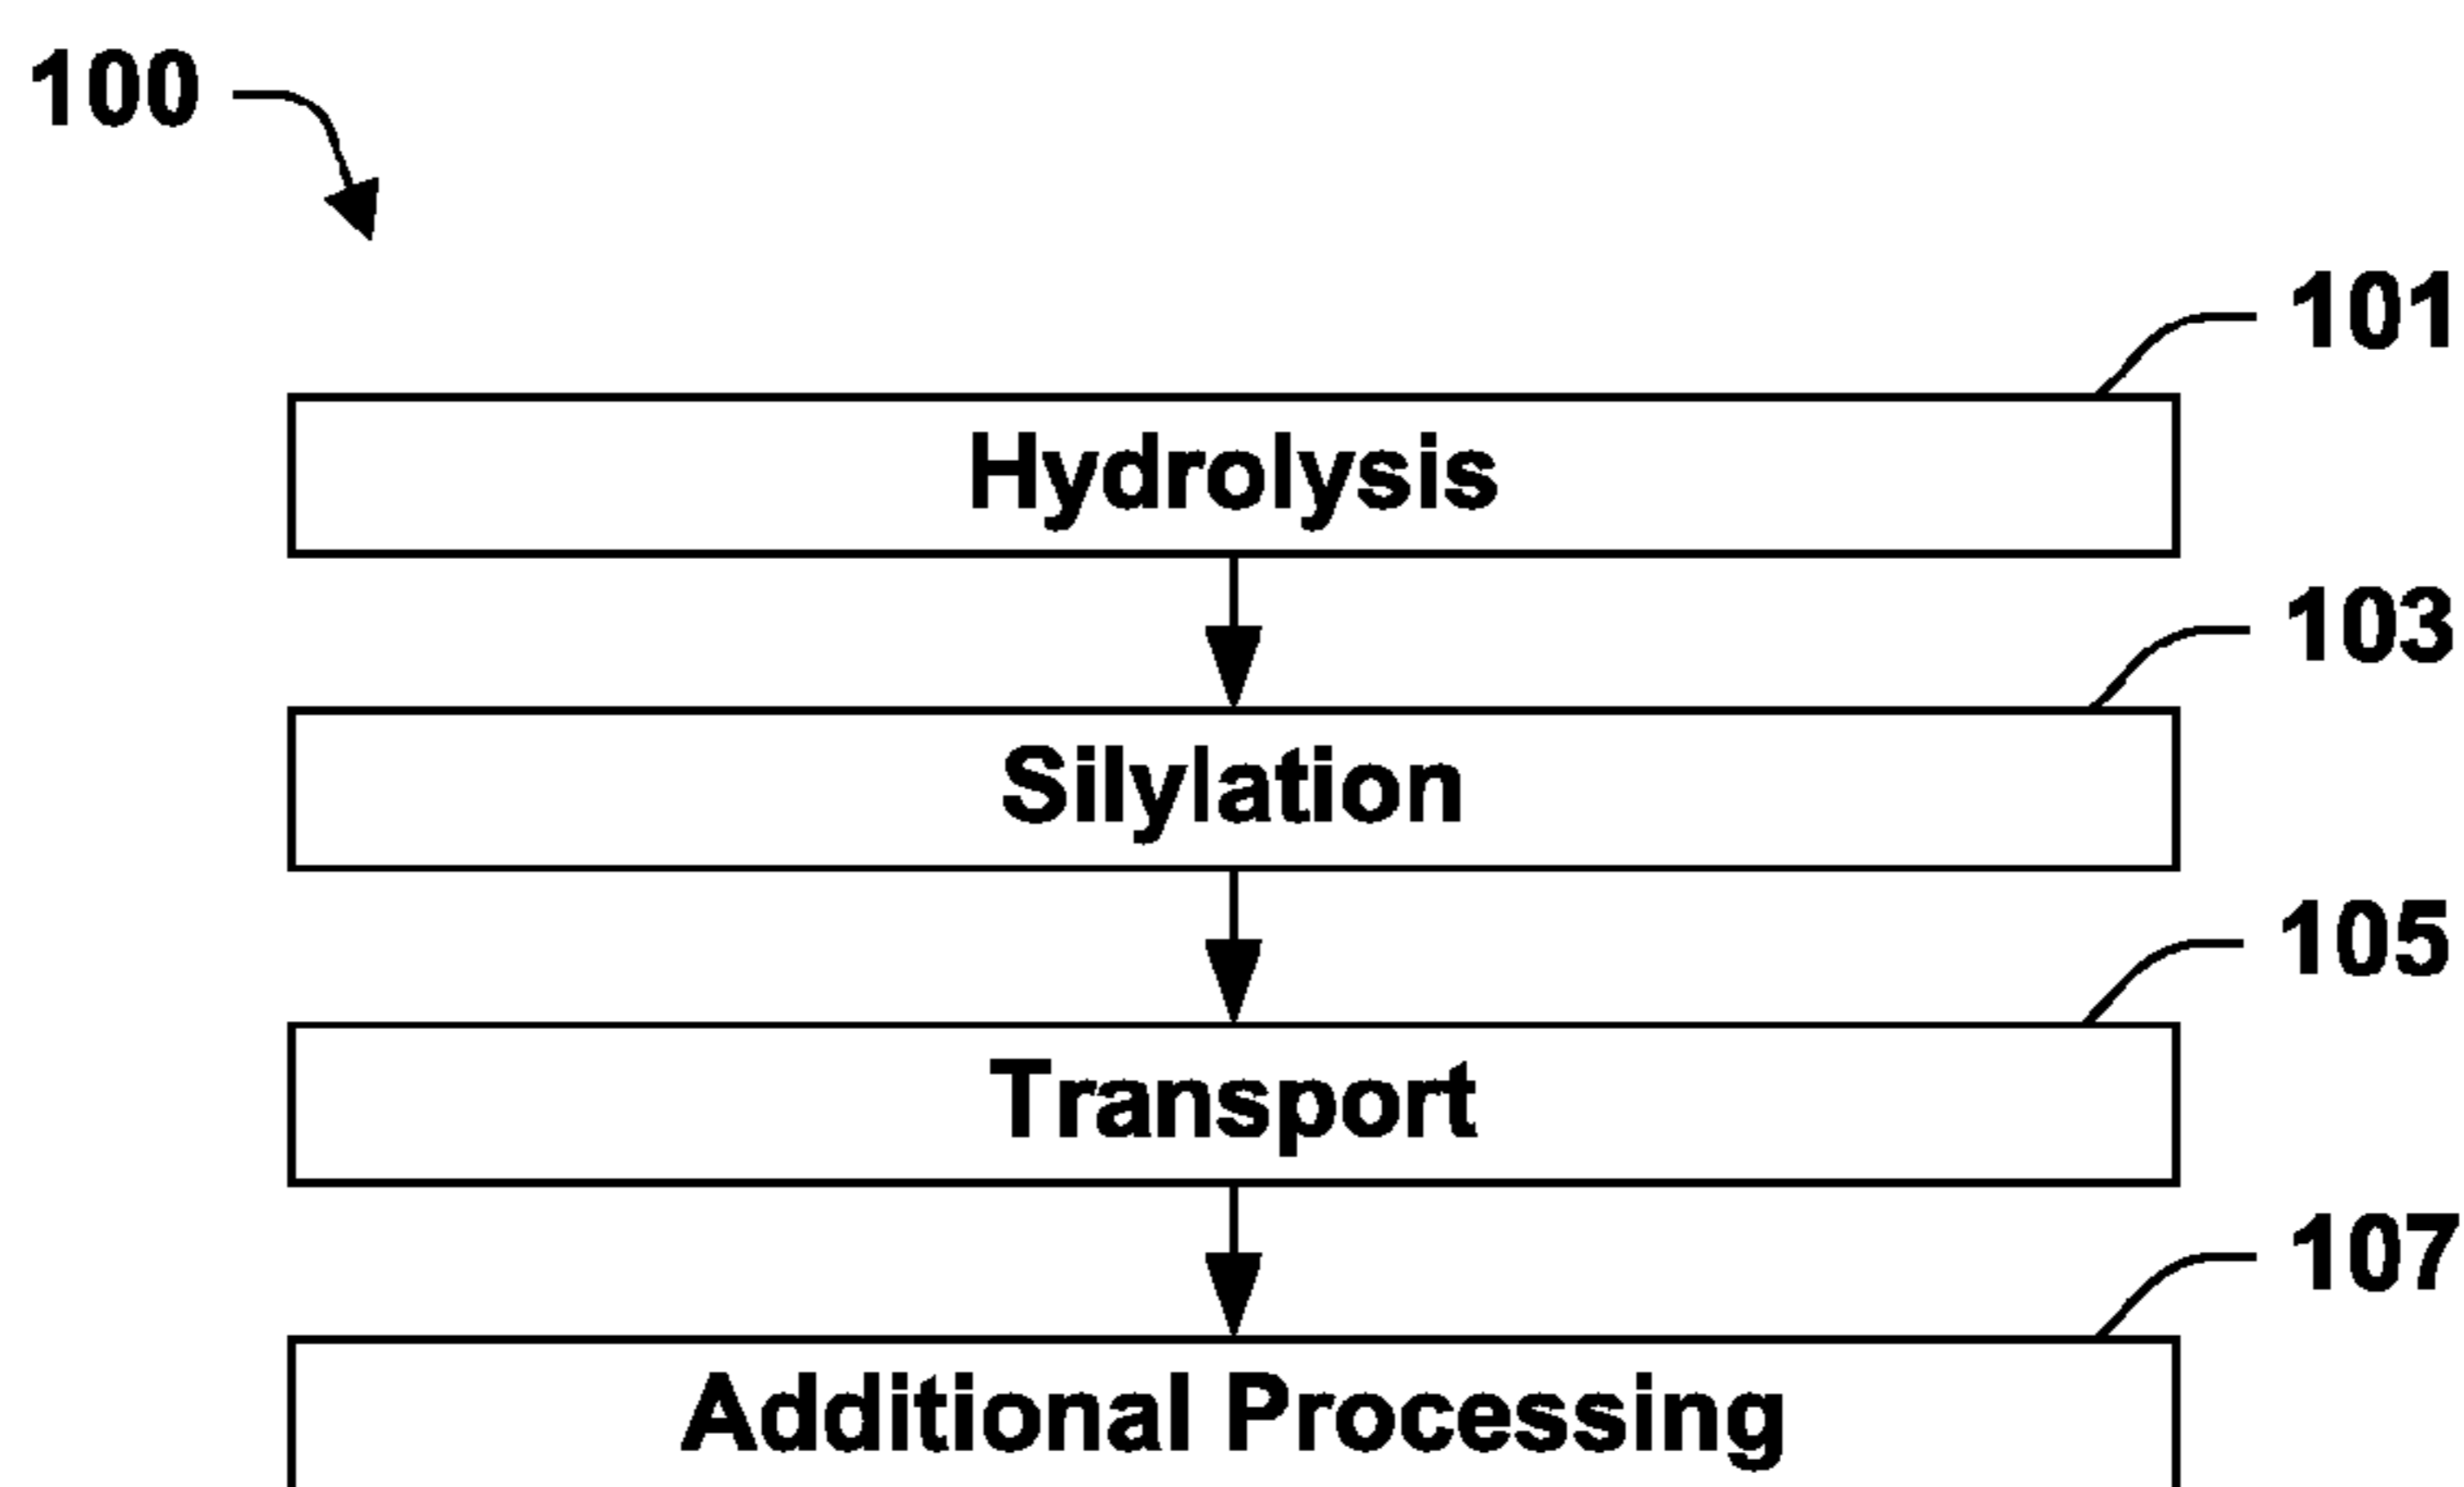 100
101
Hydrolysis
103
Silylation
105
Transport
107
Additional Processing